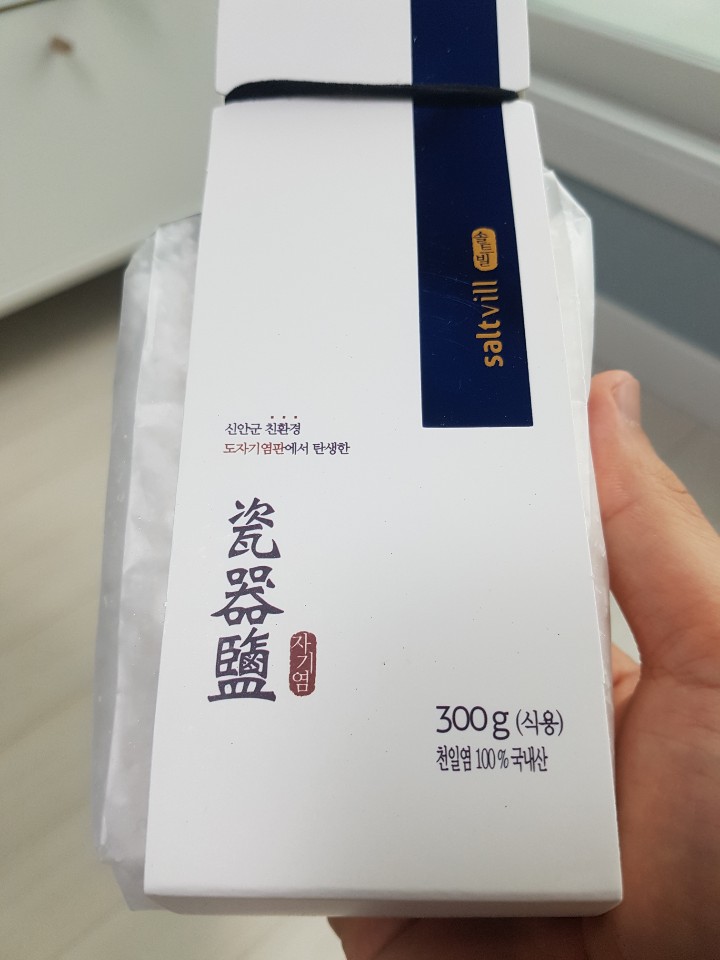 saltvill 솔트빌
신안군 친환경
도자기염판에서 탄생한
瓷器鹽
자기염
300g (식용)
천일염 100% 국내산